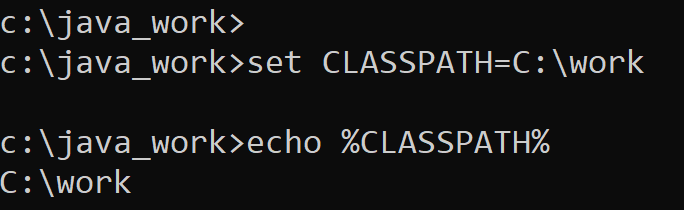 c:\java_work>
c:\java_work>set CLASSPATH=C:\work
c:\java_work>echo %CLASSPATH%
C:\work